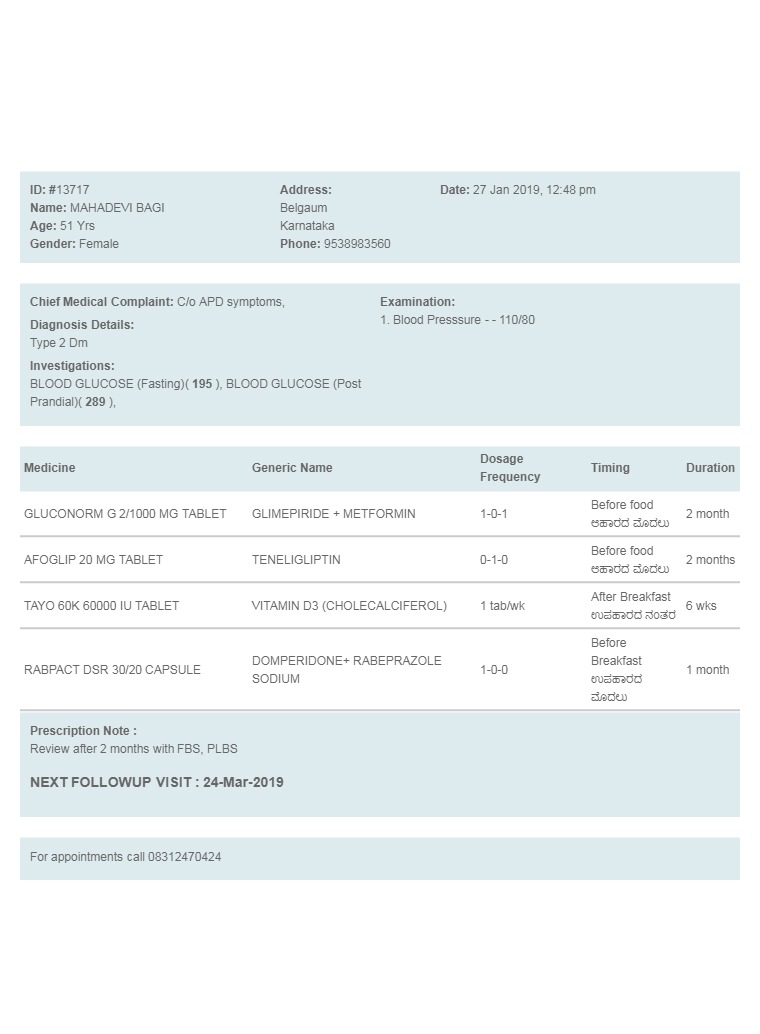 ID: #13717
Name: MAHADEVI BAGI
Age: 51 Yrs
Gender: Female
Address:
Belgaum
Karnataka
Phone: 9538983560
Date: 27 Jan 2019, 12:48 pm
Chief Medical Complaint: C/o APD symptoms,
Diagnosis Details:
Type 2 Dm
Investigations:
BLOOD GLUCOSE (Fasting)( 195 ), BLOOD GLUCOSE (Post
Prandial)( 289 ),
Examination:
1. Blood Presssure - - 110/80
Medicine Generic Name Dosage Frequency Timing Duration
GLUCONORM G 2/1000 MG TABLET GLIMEPIRIDE + METFORMIN 1-0-1 Before food ಆಹಾರದ ಮೊದಲು 2 month
AFOGLIP 20 MG TABLET TENELIGLIPTIN 0-1-0 Before food ಆಹಾರದ ಮೊದಲು 2 months
TAYO 60K 60000 IU TABLET VITAMIN D3 (CHOLECALCIFEROL) 1 tab/wk After Breakfast ಉಪಹಾರದ ನಂತರ 6 wks
RABPACT DSR 30/20 CAPSULE DOMPERIDONE+ RABEPRAZOLE SODIUM 1-0-0 Before Breakfast ಉಪಹಾರದ ಮೊದಲು 1 month
Prescription Note :
Review after 2 months with FBS, PLBS
NEXT FOLLOWUP VISIT : 24-Mar-2019
For appointments call 08312470424